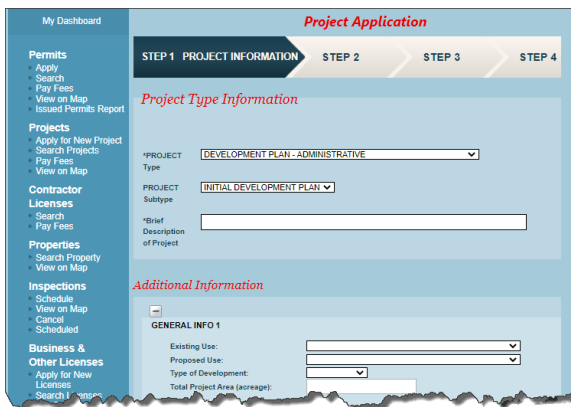 My Dashboard
Permits
Apply
Search
Pay Fees
View on Map
Issued Permits Report
Projects
Apply for New Project
Search Projects
Pay Fees
View on Map
Contractor
Licenses
Search
Pay Fees
Properties
Search Property
View on Map
Inspections
Schedule
View on Map
Cancel
Scheduled
Business &
Other Licenses
Apply for New
Licenses
Search Licenses
Project Application
STEP 1 PROJECT INFORMATION STEP 2 STEP 3 STEP 4
Project Type Information
*PROJECT
Type
DEVELOPMENT PLAN - ADMINISTRATIVE
PROJECT
Subtype
INITIAL DEVELOPMENT PLAN
*Brief
Description
of Project
Additional Information
GENERAL INFO 1
Existing Use:
Proposed Use:
Type of Development:
Total Project Area (acreage):